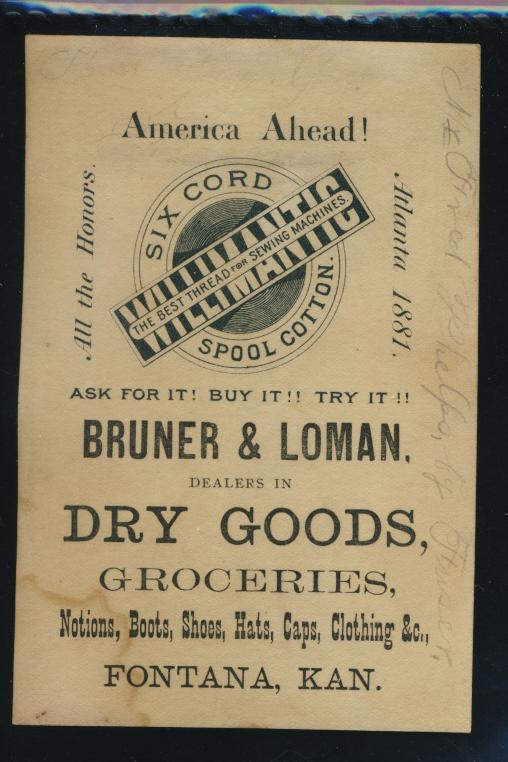 America Ahead!
All the Honors.
Atlanta 1881.
SIX CORD
WILLIMANTIC
THE BEST THREAD FOR SEWING MACHINES.
WILLIMANTIC
SPOOL COTTON.
ASK FOR IT! BUY IT!! TRY IT!!
BRUNER & LOMAN,
DEALERS IN
DRY GOODS,
GROCERIES,
Notions, Boots, Shoes, Hats, Caps, Clothing &c.,
FONTANA, KAN.